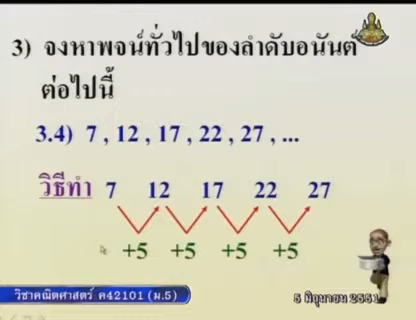 3) จงหาพจน์ทั่วไปของลำดับอนันต์
ต่อไปนี้
3.4) 7 , 12 , 17 , 22 , 27 , ...
วิธีทำ 7 12 17 22 27
+5 +5 +5 +5
วิชาคณิตศาสตร์ ค42101 (ม.5)
5 มิถุนายน 2551